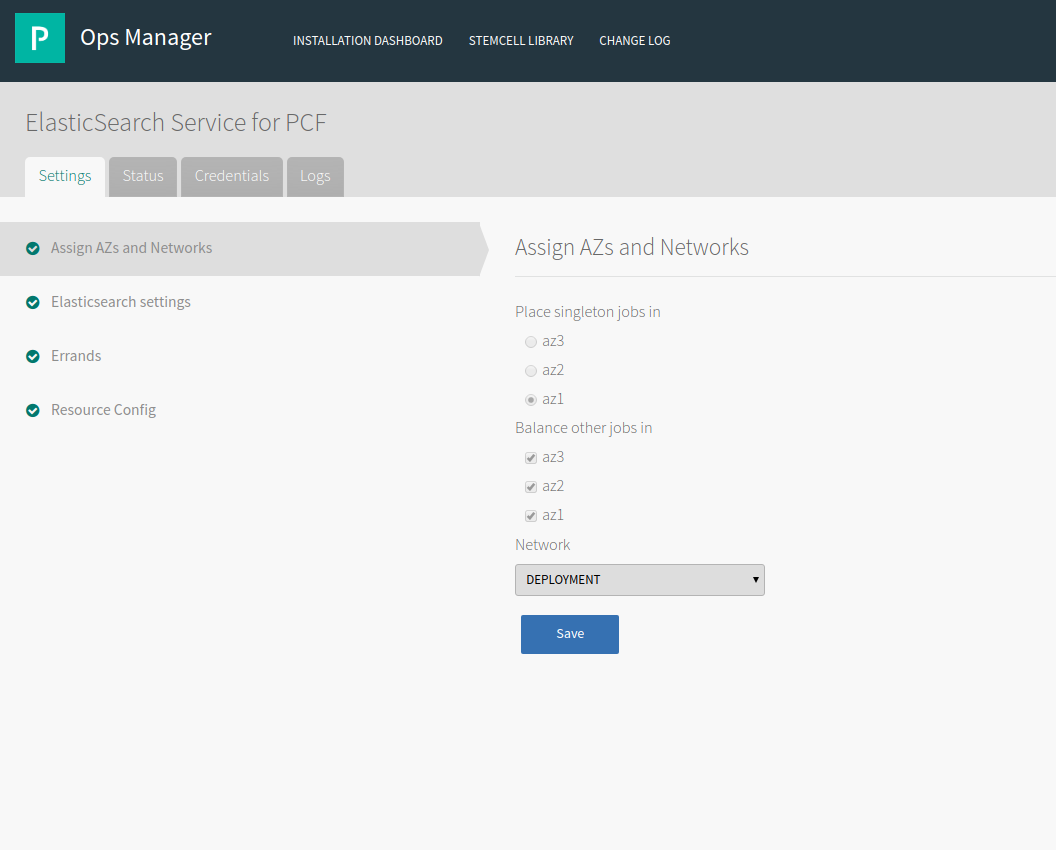 P Ops Manager INSTALLATION DASHBOARD STEMCELL LIBRARY CHANGE LOG
ElasticSearch Service for PCF
Settings Status Credentials Logs
Assign AZs and Networks
Elasticsearch settings
Errands
Resource Config
Assign AZs and Networks
Place singleton jobs in
az3
az2
az1
Balance other jobs in
az3
az2
az1
Network
DEPLOYMENT
Save